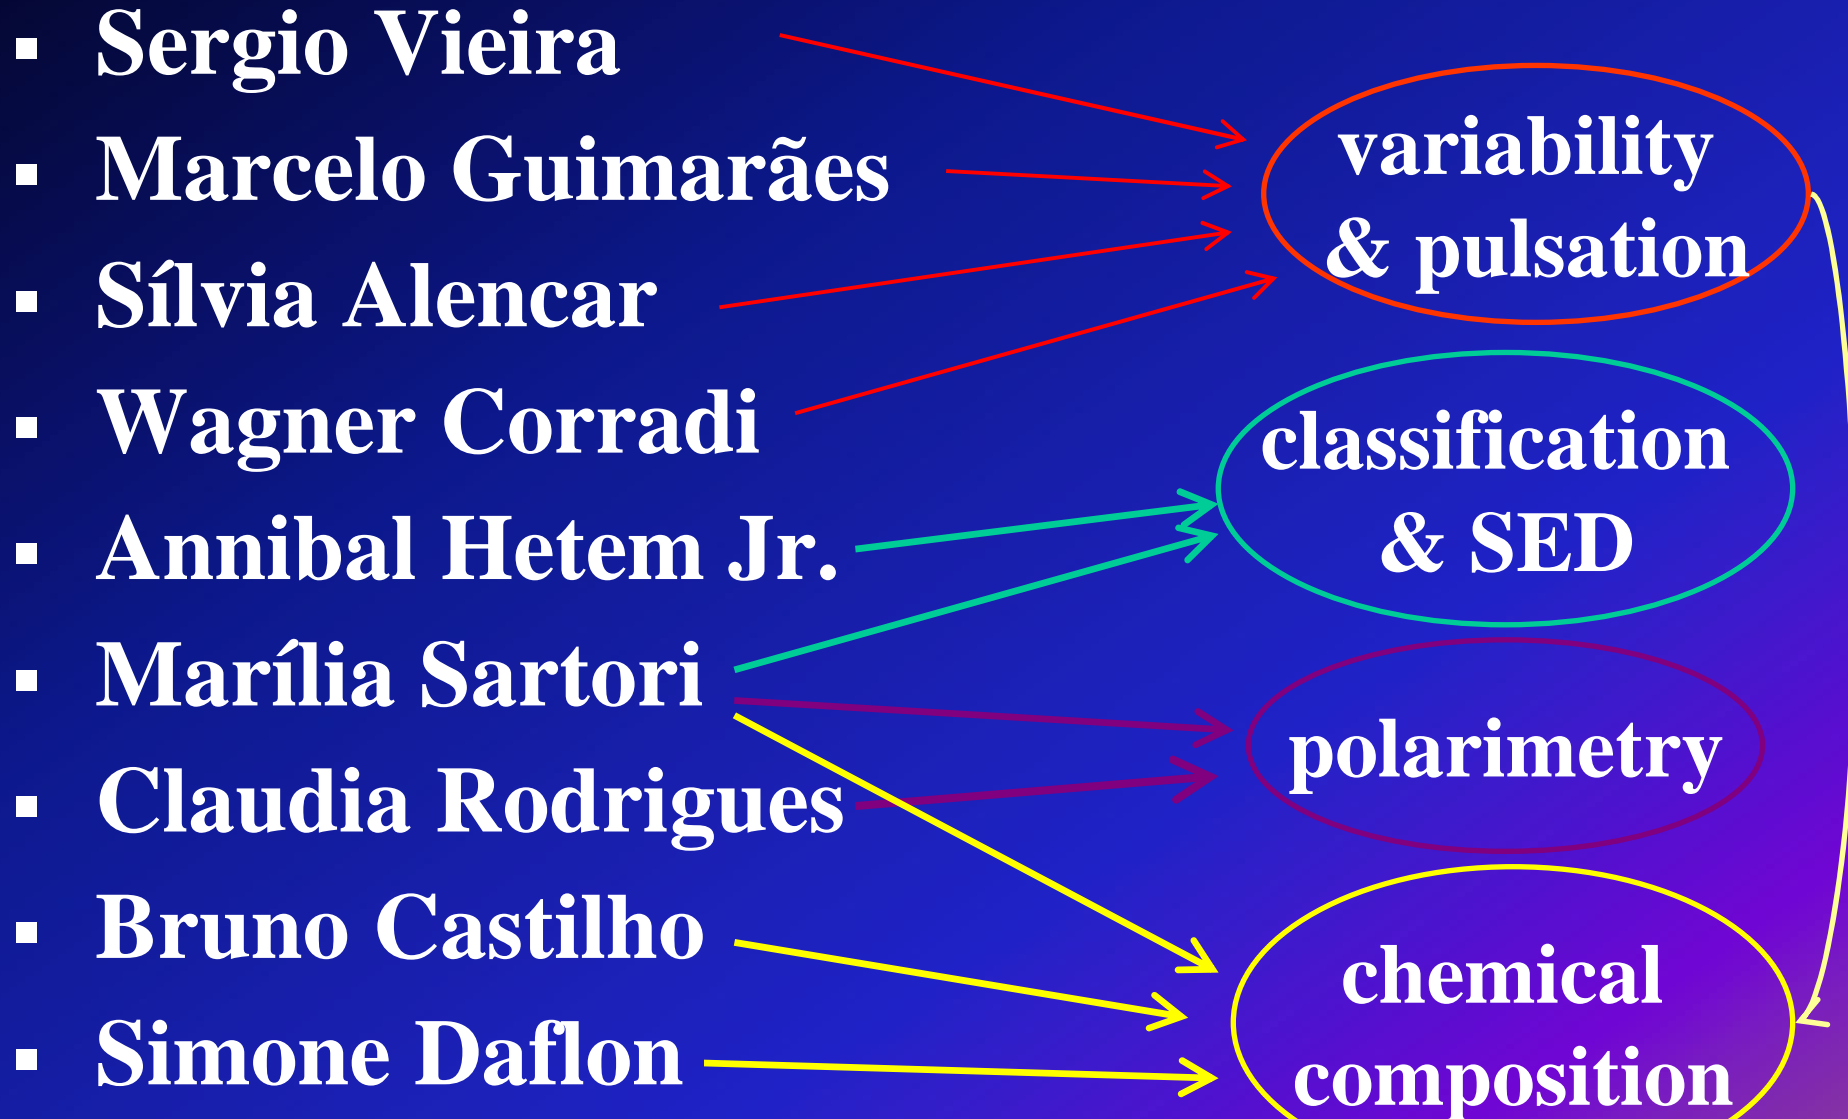 ▪ Sergio Vieira
▪ Marcelo Guimarães
▪ Sílvia Alencar
▪ Wagner Corradi
▪ Annibal Hetem Jr.
▪ Marília Sartori
▪ Claudia Rodrigues
▪ Bruno Castilho
▪ Simone Daflon
variability
& pulsation
classification
& SED
polarimetry
chemical
composition